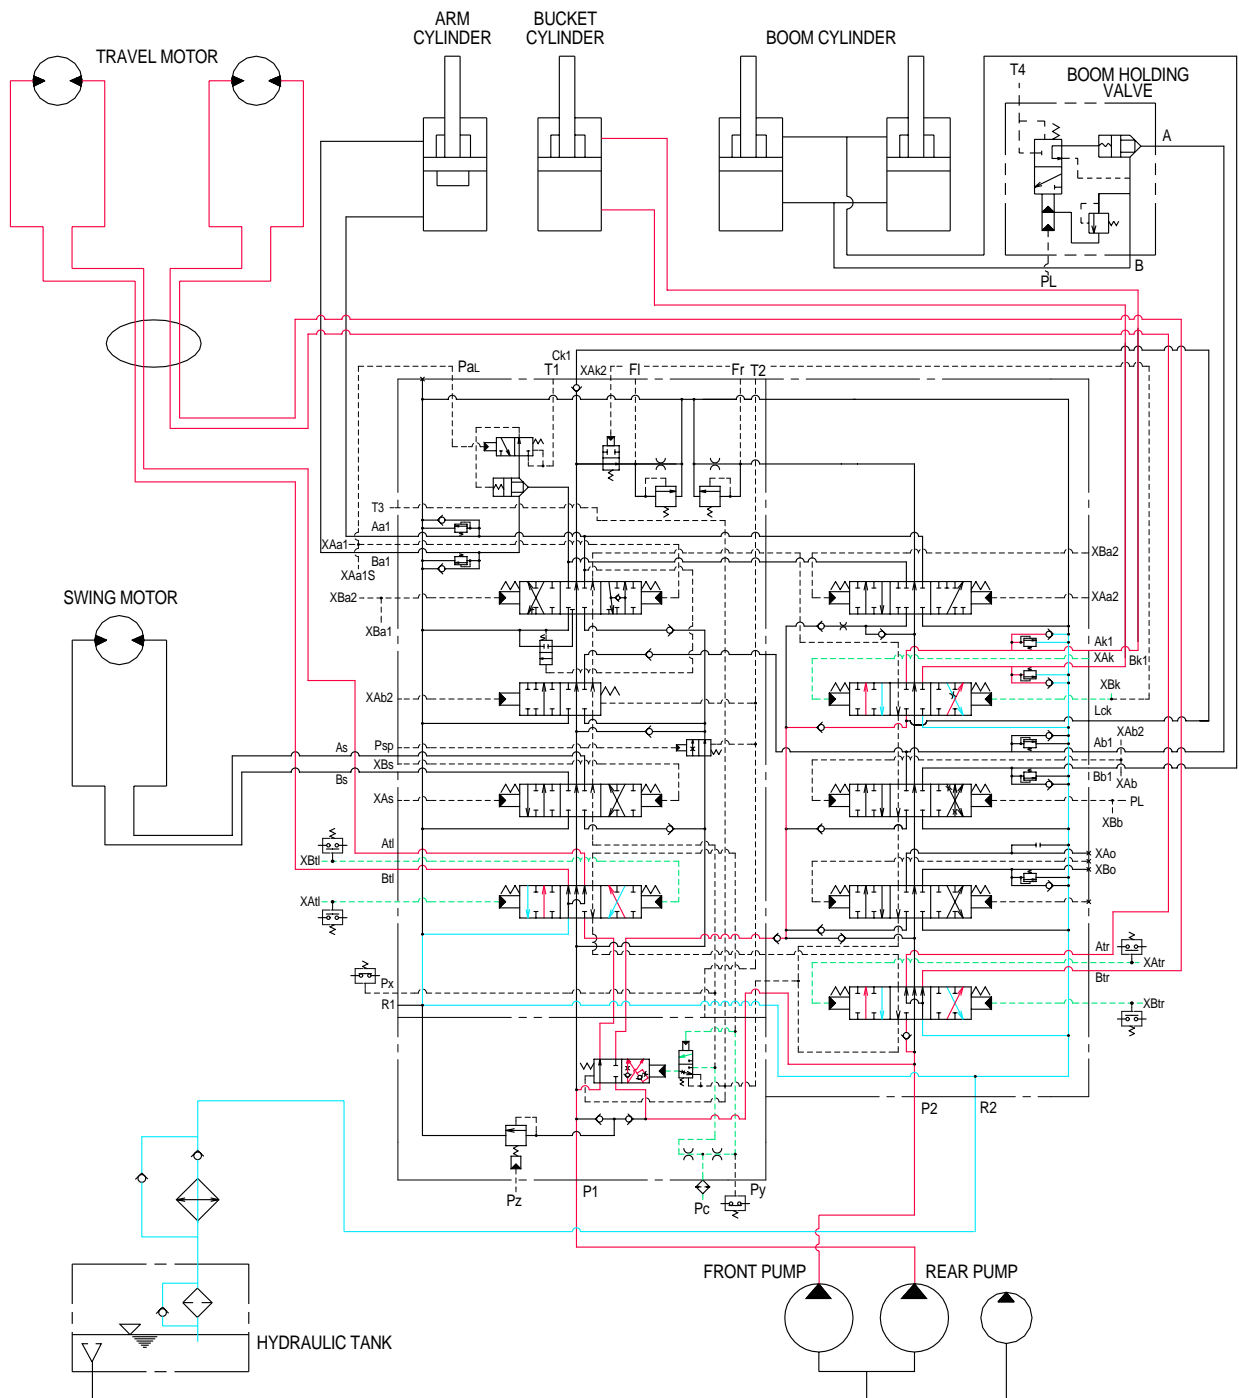 ARM
CYLINDER
BUCKET
CYLINDER
BOOM CYLINDER
TRAVEL MOTOR
T4
BOOM HOLDING
VALVE
A
B
PL
Ck1
PaL
T1
XAk2
Fl
Fr
T2
T3
Aa1
XAa1
Ba1
XAa1S
XBa2
XBa2
XAa2
XBa1
SWING MOTOR
Ak1
XAk
Bk1
XBk
XAb2
Lck
XAb2
As
Psp
Ab1
XBs
Bs
Bb1
XAb
XAs
PL
XBb
Atl
XAo
XBtl
XBo
Btl
XAtl
Atr
XAtr
Px
Btr
R1
XBtr
P2
R2
Pz
P1
Pc
Py
FRONT PUMP
REAR PUMP
HYDRAULIC TANK